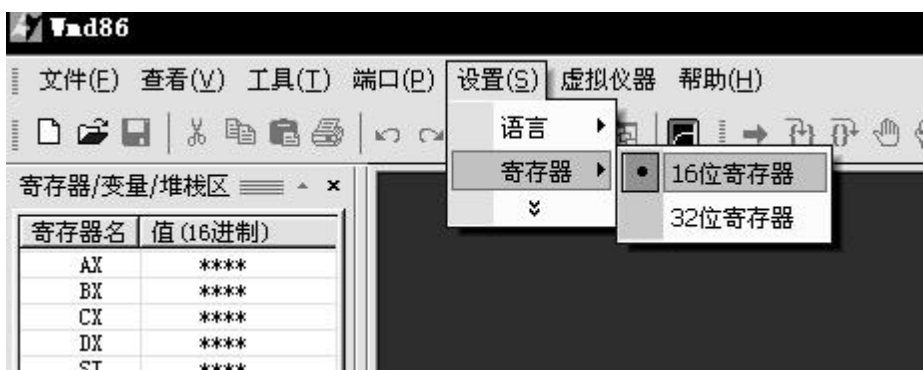 Wmd86
文件(F) 查看(V) 工具(T) 端口(P) 设置(S) 虚拟仪器 帮助(H)
语言
寄存器/变量/堆栈区
寄存器 16位寄存器
32位寄存器
寄存器名 值(16进制)
AX ****
BX ****
CX ****
DX ****
SI ****